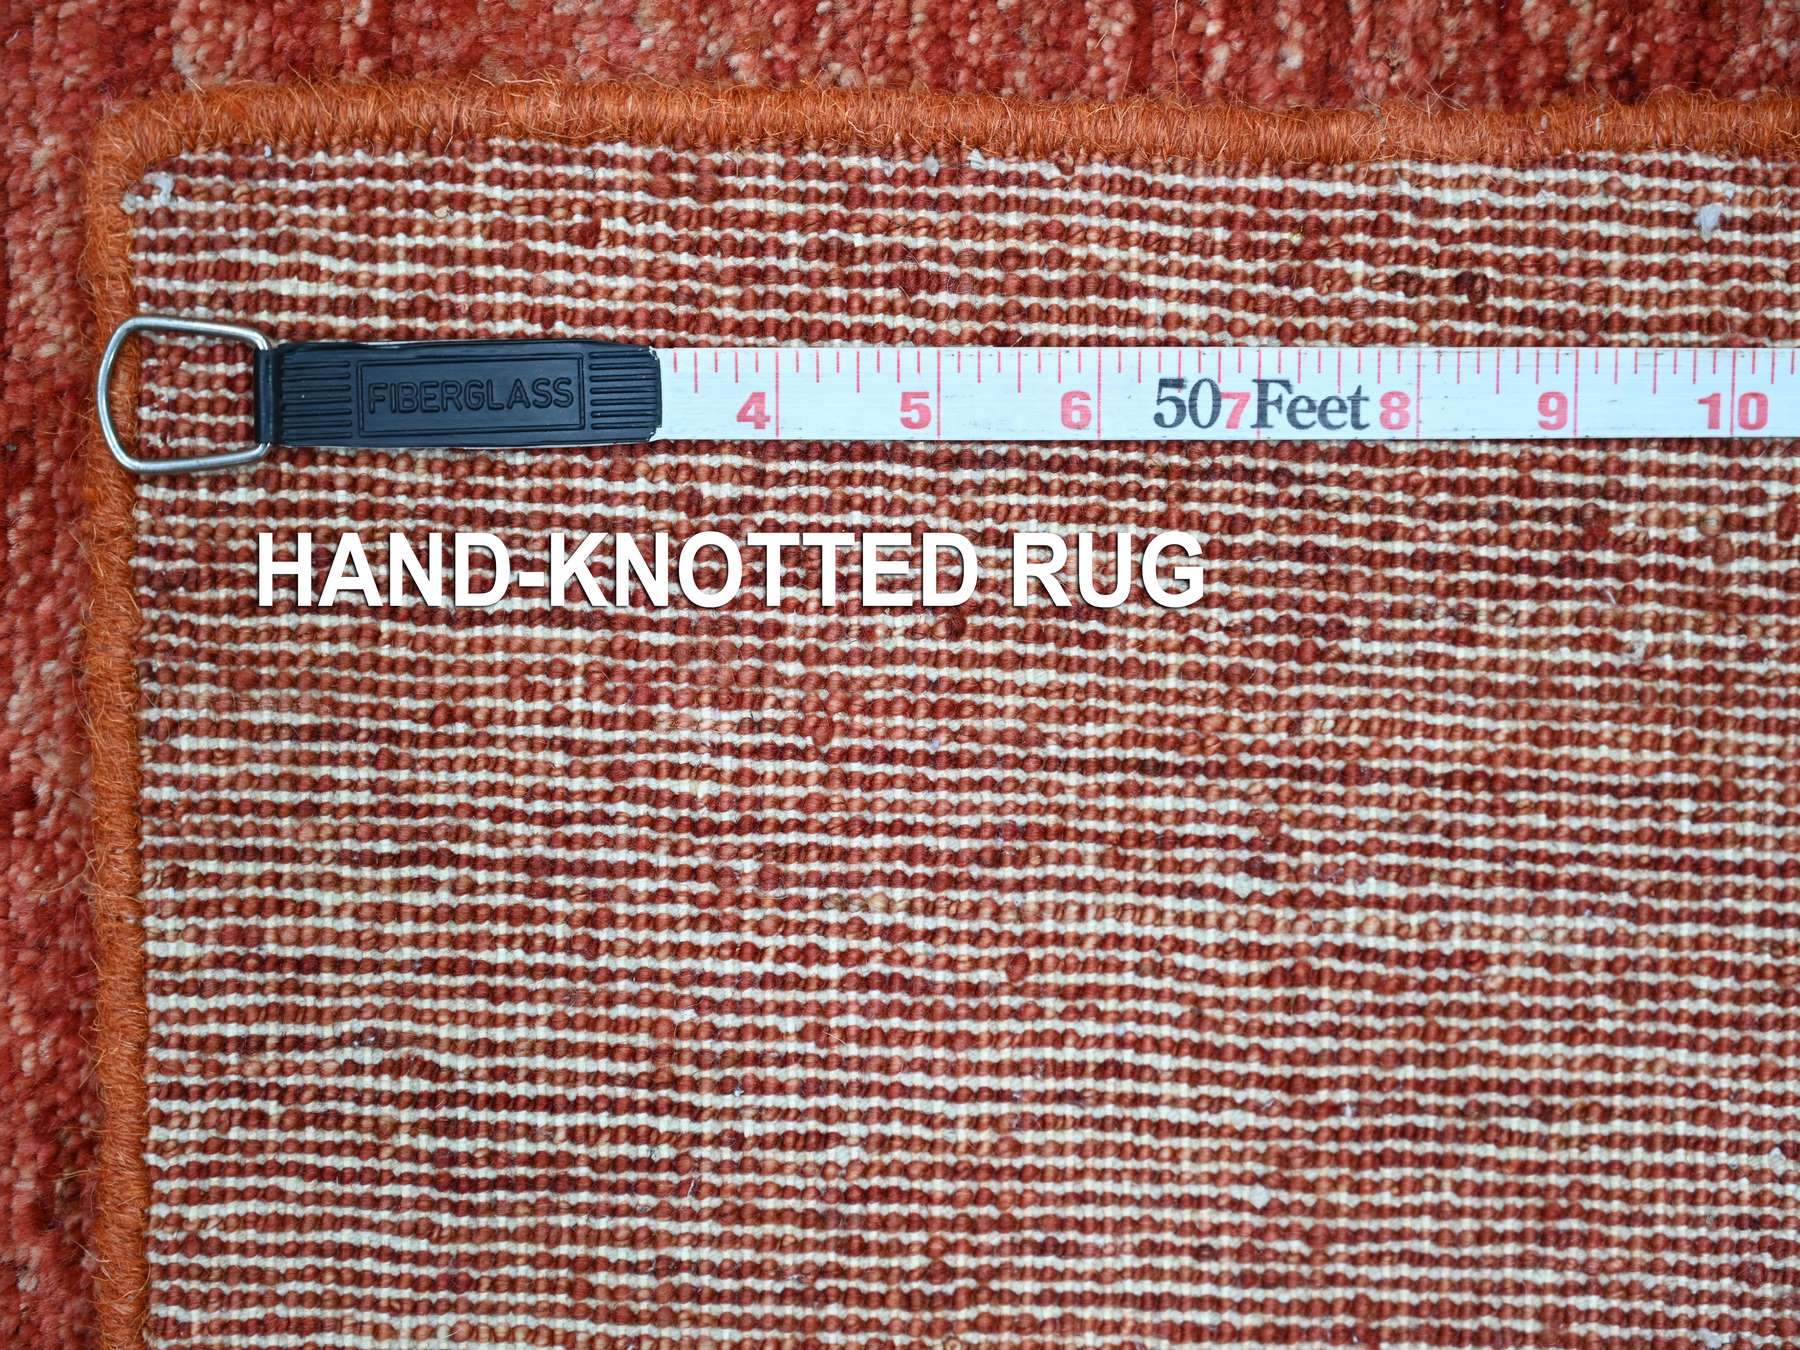 FIBERGLASS
4 5 6 50 7 Feet 8 9 10
HAND-KNOTTED RUG